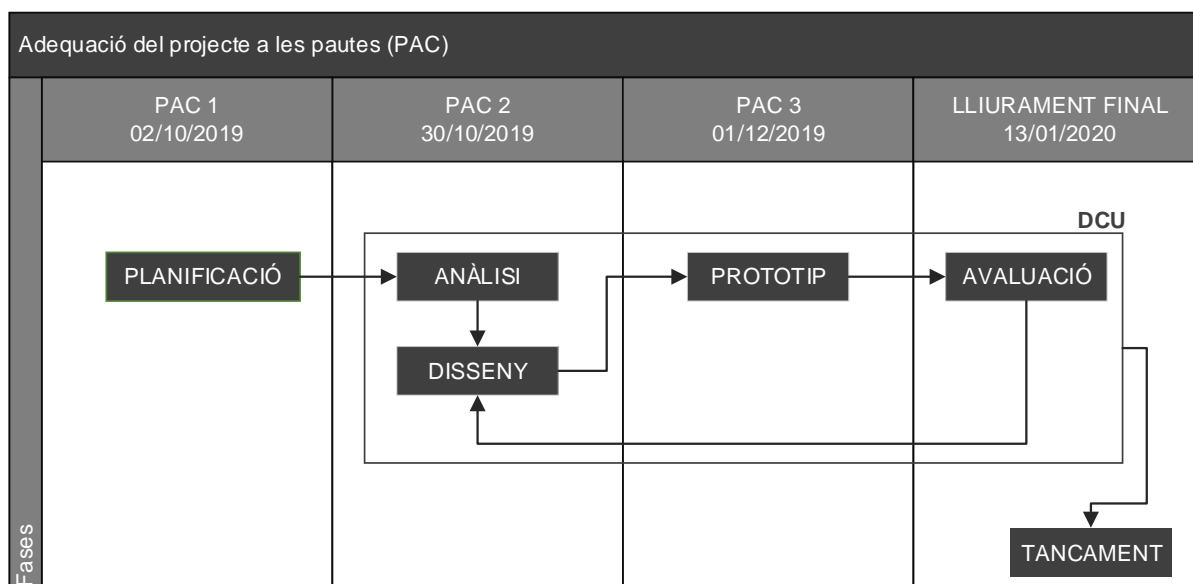 Adequació del projecte a les pautes (PAC)
PAC 1
02/10/2019
PAC 2
30/10/2019
PAC 3
01/12/2019
LLIURAMENT FINAL
13/01/2020
DCU
PLANIFICACIÓ
ANÀLISI
PROTOTIP
AVALUACIÓ
DISSENY
TANCAMENT
Fases